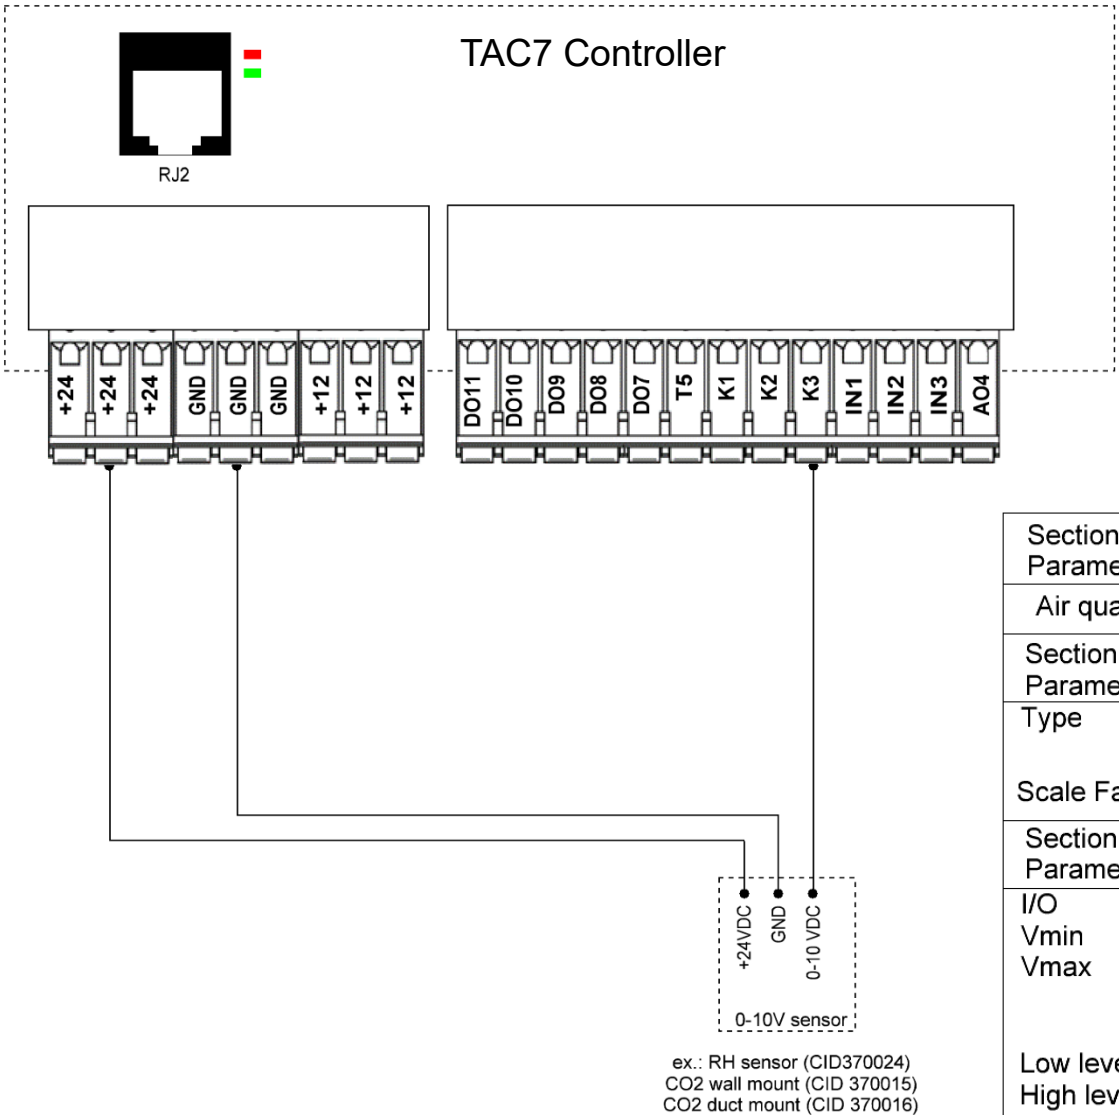 TAC7 Controller
RJ2
+24
+24
+24
GND
GND
GND
+12
+12
+12
DO11
DO10
DO9
DO8
DO7
T5
K1
K2
K3
IN1
IN2
IN3
AO4
Section
Parame
Air qua
Section
Parame
Type
Scale Fa
Section
Parame
I/O
Vmin
Vmax
Low leve
High lev
+24VDC
GND
0-10 VDC
0-10V sensor
ex.: RH sensor (CID370024)
CO2 wall mount (CID 370015)
CO2 duct mount (CID 370016)